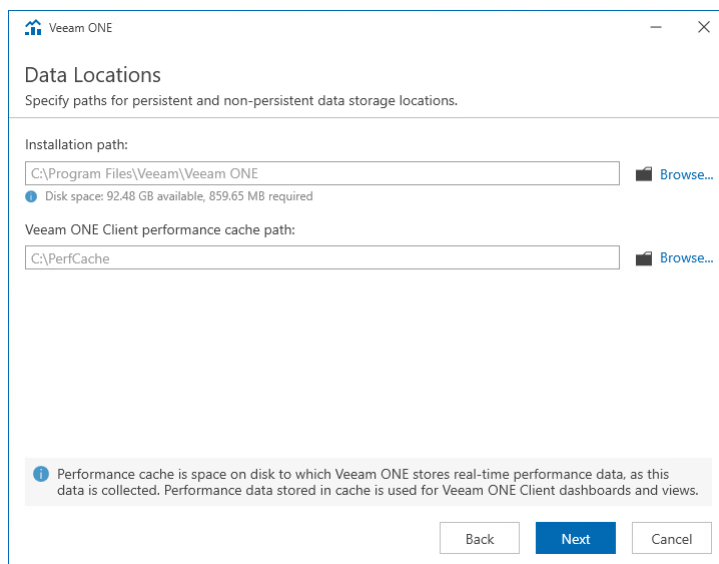 Veeam ONE
Data Locations
Specify paths for persistent and non-persistent data storage locations.
Installation path:
C:\Program Files\Veeam\Veeam ONE
Browse...
Disk space: 92.48 GB available, 859.65 MB required
Veeam ONE Client performance cache path:
C:\PerfCache
Browse...
Performance cache is space on disk to which Veeam ONE stores real-time performance data, as this
data is collected. Performance data stored in cache is used for Veeam ONE Client dashboards and views.
Back
Next
Cancel